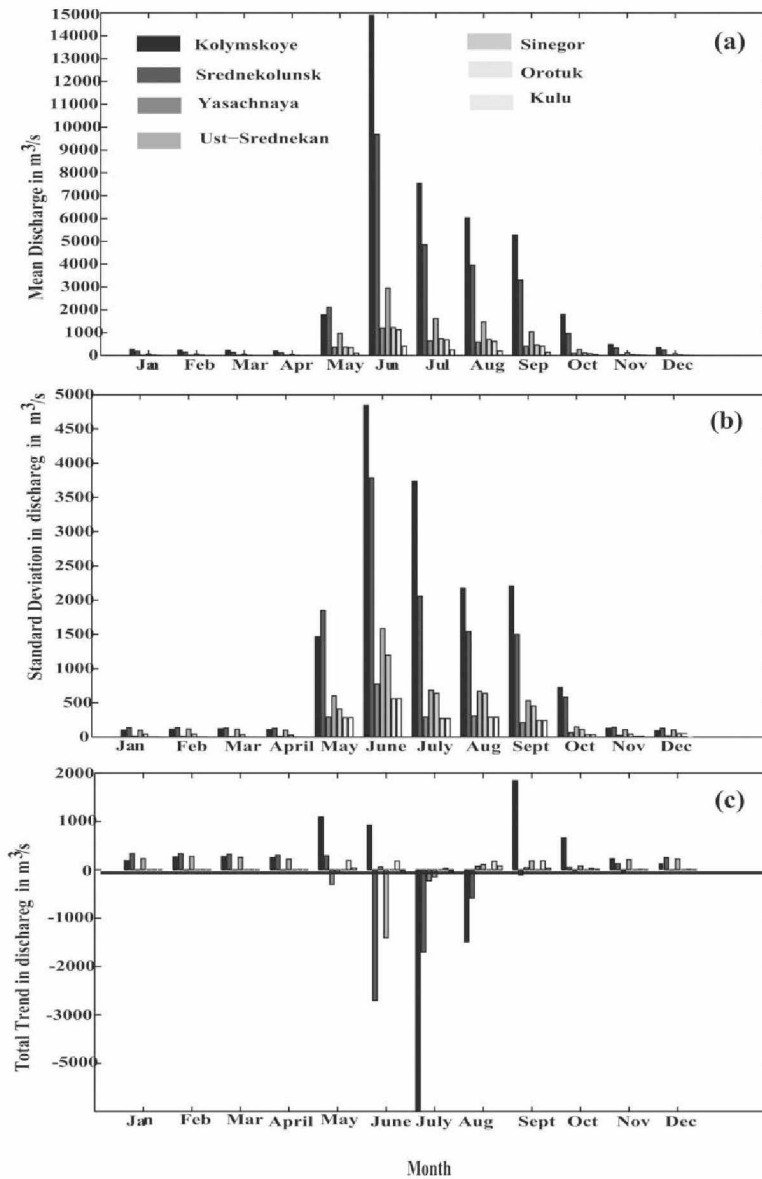 15000
14000
13000
12000
11000
10000
9000
8000
7000
6000
5000
4000
3000
2000
1000
0
Mean Discharge in m3/s
Kolymskoye
Srednekolunsk
Yasachnaya
Ust-Srednekan
Sinegor
Orotuk
Kulu
(a)
Jan Feb Mar Apr May Jun Jul Aug Sep Oct Nov Dec
5000
4500
4000
3500
3000
2500
2000
1500
1000
500
0
Standard Deviation in dischareg in m3/s
(b)
Jan Feb Mar April May June July Aug Sept Oct Nov Dec
2000
1000
0
-1000
-2000
-3000
-5000
Total Trend in dischareg in m3/s
(c)
Jan Feb Mar April May June July Aug Sept Oct Nov Dec
Month